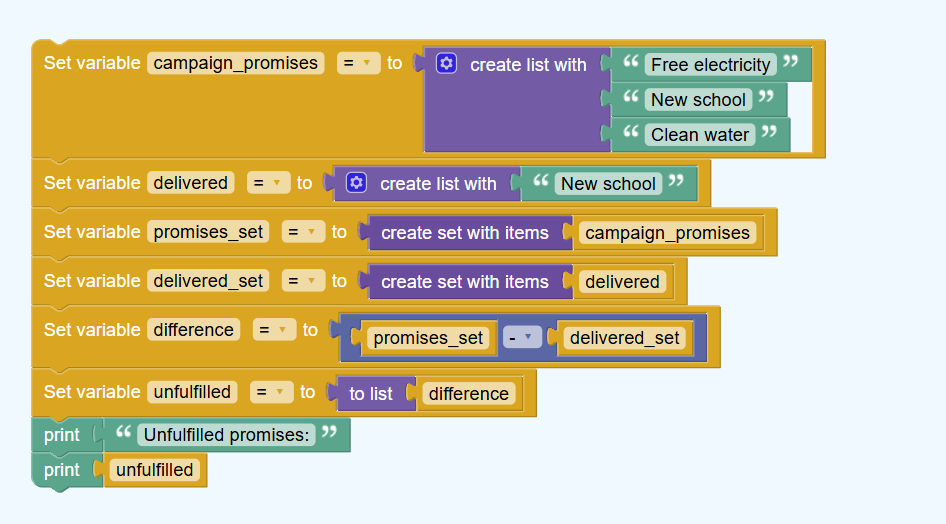 Set variable campaign_promises = to create list with “ Free electricity ”
“ New school ”
“ Clean water ”
Set variable delivered = to create list with “ New school ”
Set variable promises_set = to create set with items campaign_promises
Set variable delivered_set = to create set with items delivered
Set variable difference = to promises_set - delivered_set
Set variable unfulfilled = to to list difference
print “ Unfulfilled promises: ”
print unfulfilled